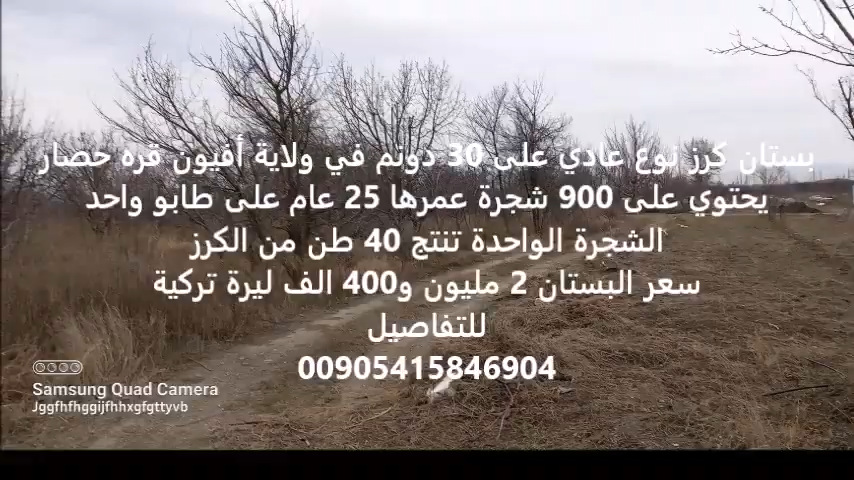 بستان كرز نوع عادي على 30 دونم في ولاية أفيون قره حصار
يحتوي على 900 شجرة عمرها 25 عام على طابو واحد
الشجرة الواحدة تنتج 40 طن من الكرز
سعر البستان 2 مليون و400 الف ليرة تركية
للتفاصيل
00905415846904
Samsung Quad Camera
Jggfhfhggijfhhxgfgttyvb